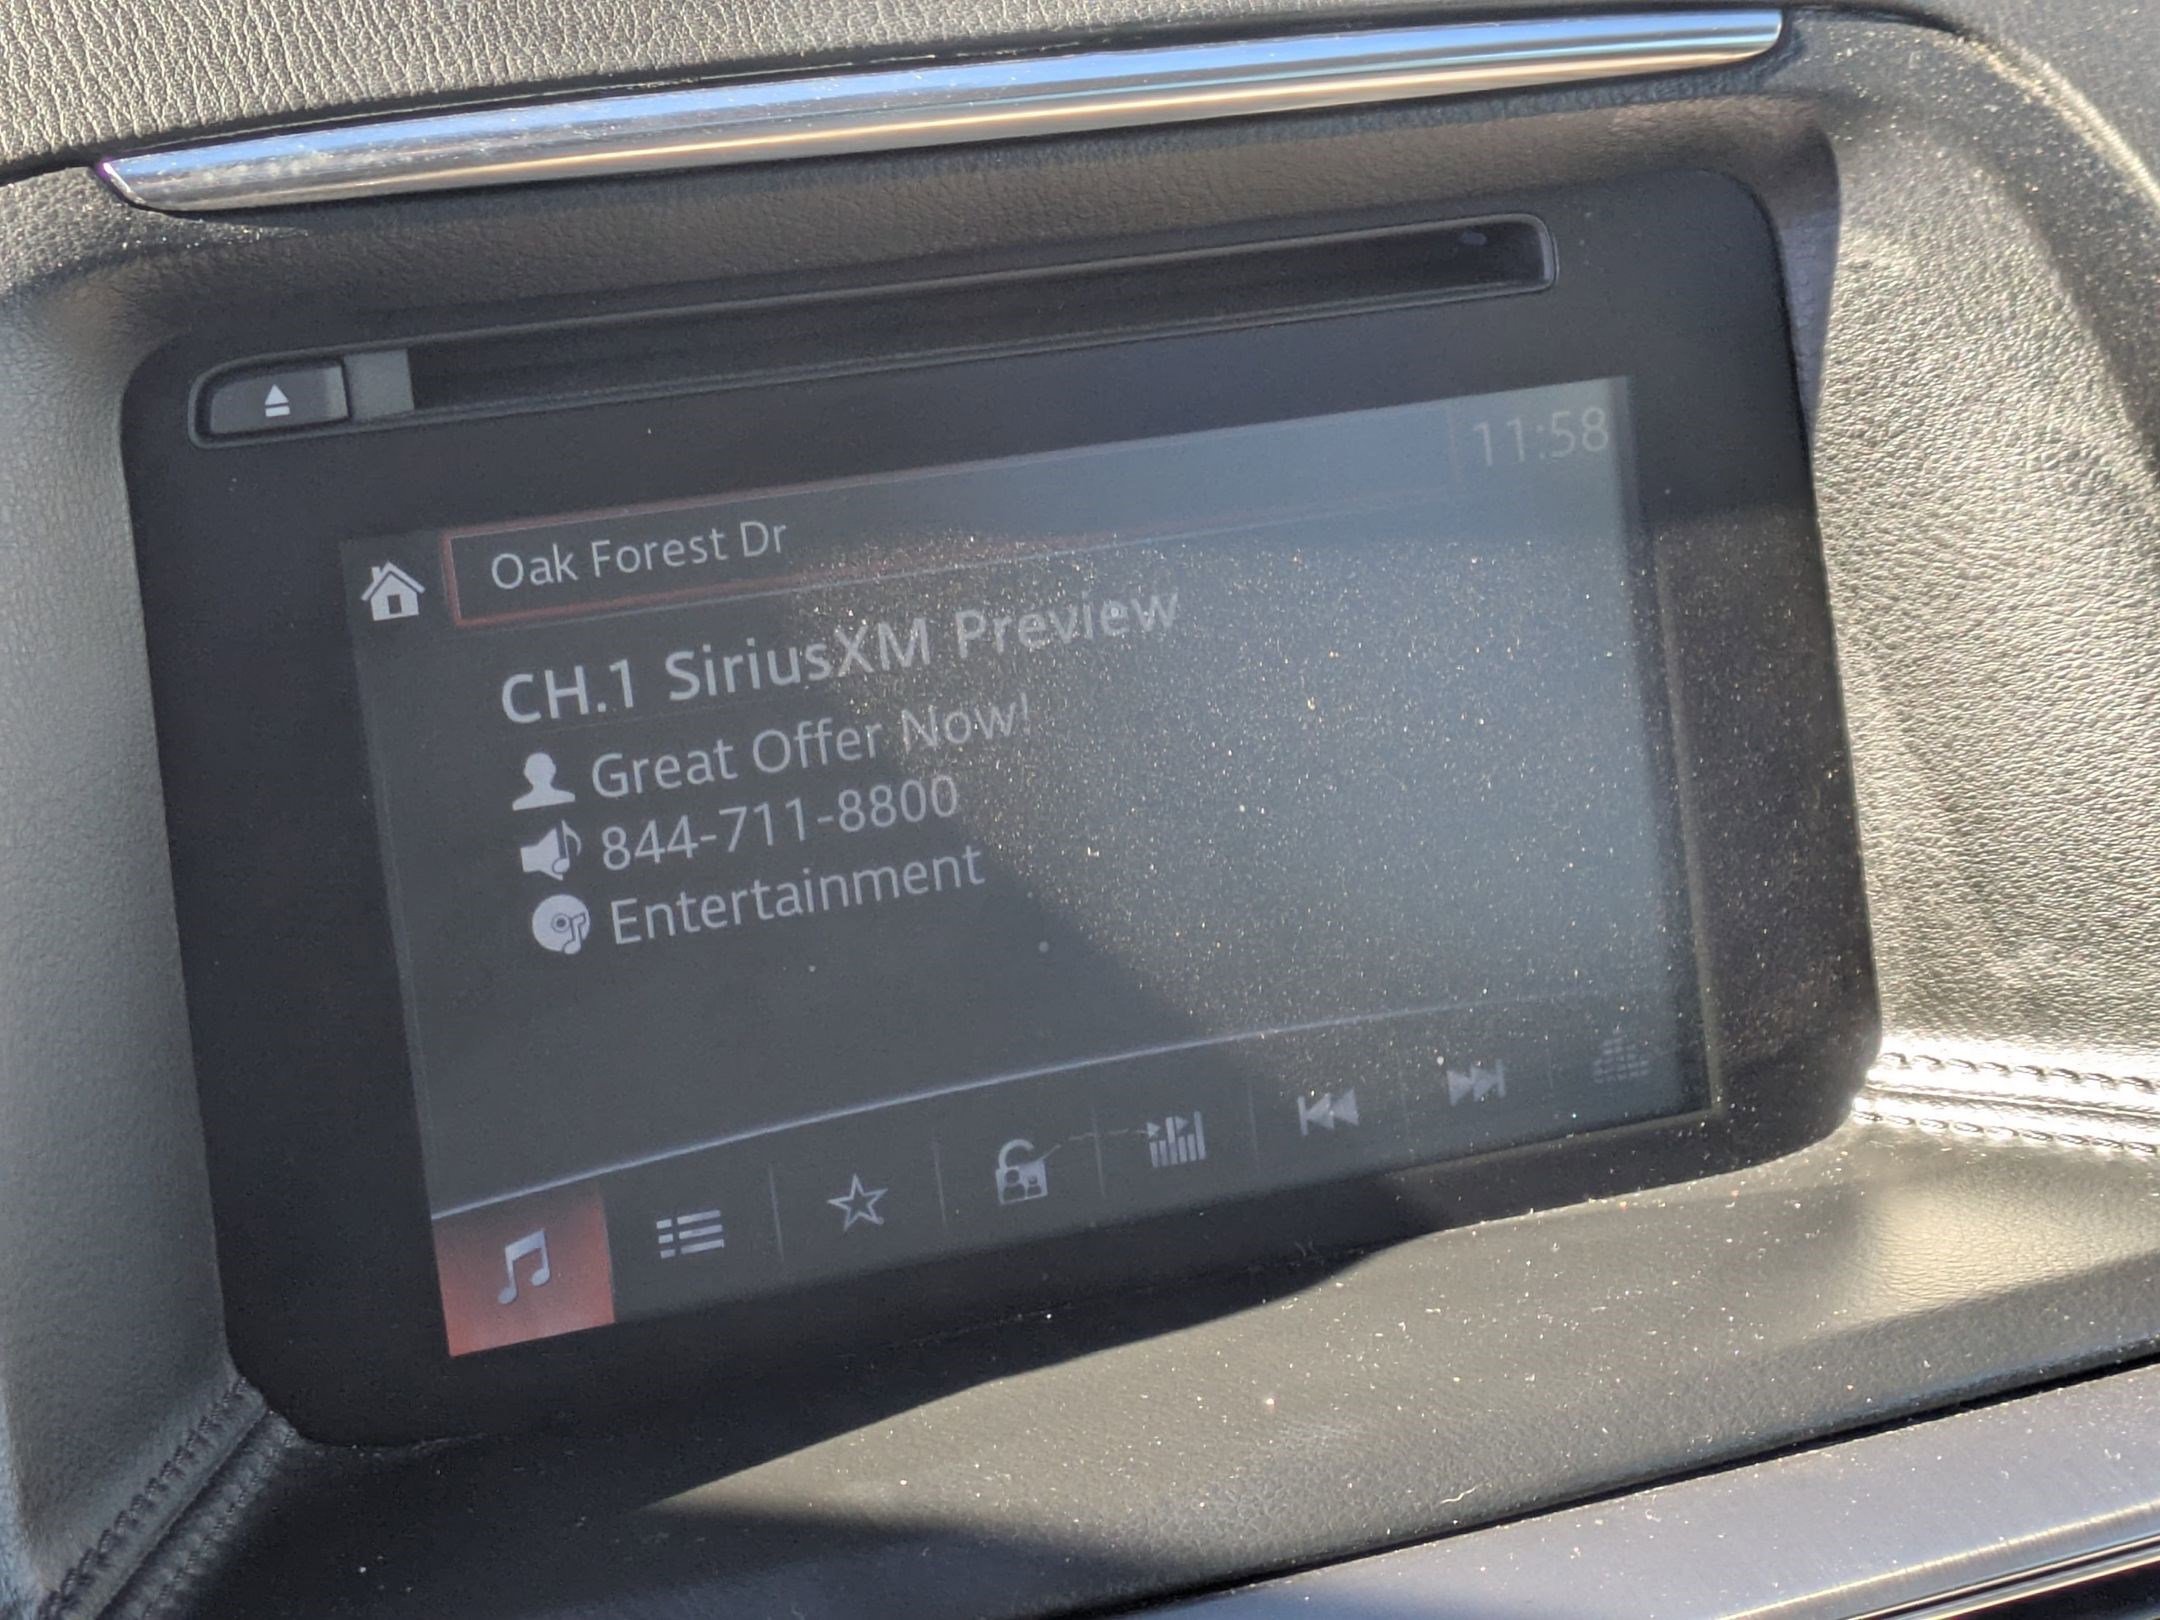 11:58
Oak Forest Dr
CH.1 SiriusXM Preview
Great Offer Now!
844-711-8800
Entertainment